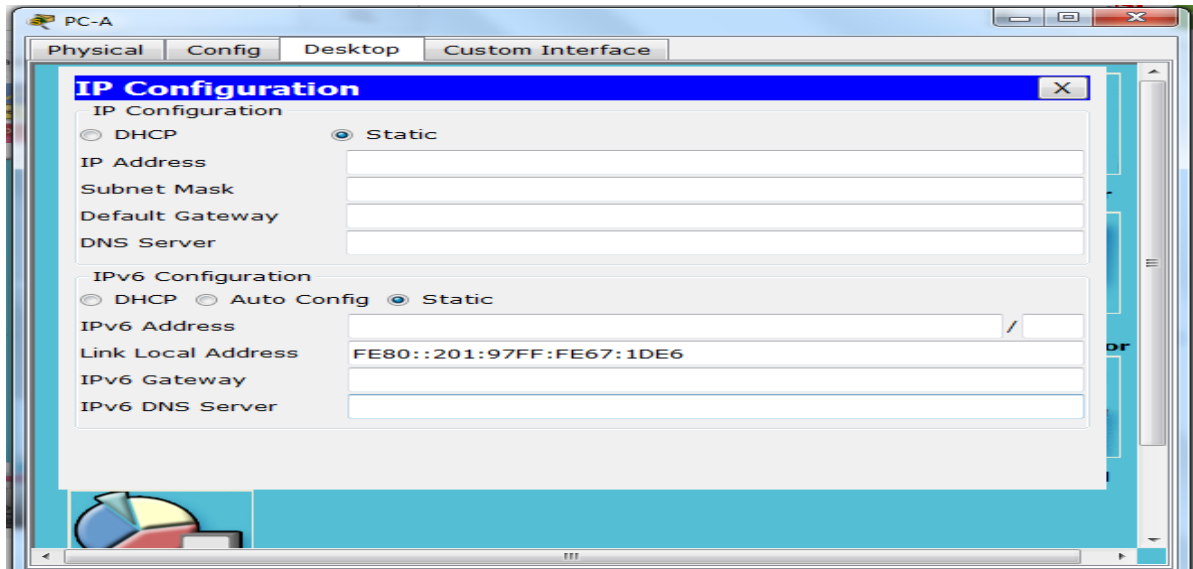 PC-A
Physical Config Desktop Custom Interface
IP Configuration X
IP Configuration
DHCP Static
IP Address
Subnet Mask
Default Gateway
DNS Server
IPv6 Configuration
DHCP Auto Config Static
IPv6 Address /
Link Local Address FE80::201:97FF:FE67:1DE6
IPv6 Gateway
IPv6 DNS Server
or